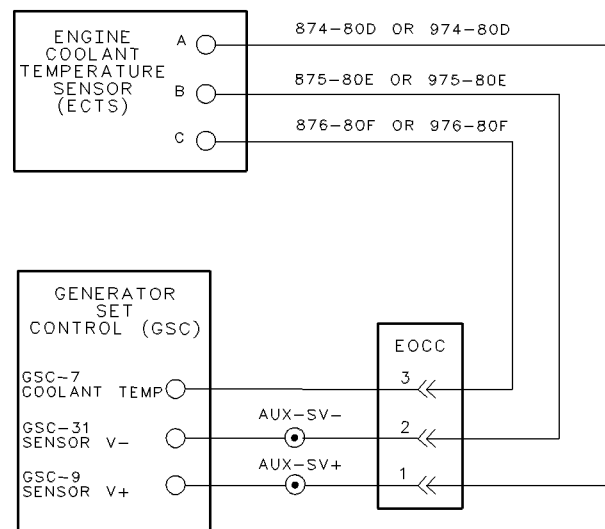 ENGINE
COOLANT
TEMPERATURE
SENSOR
(ECTS)
A
B
C
874-80D OR 974-80D
875-80E OR 975-80E
876-80F OR 976-80F
GENERATOR
SET
CONTROL (GSC)
GSC-7
COOLANT TEMP
GSC-31
SENSOR V-
GSC-9
SENSOR V+
AUX-SV-
AUX-SV+
EOCC
3
2
1